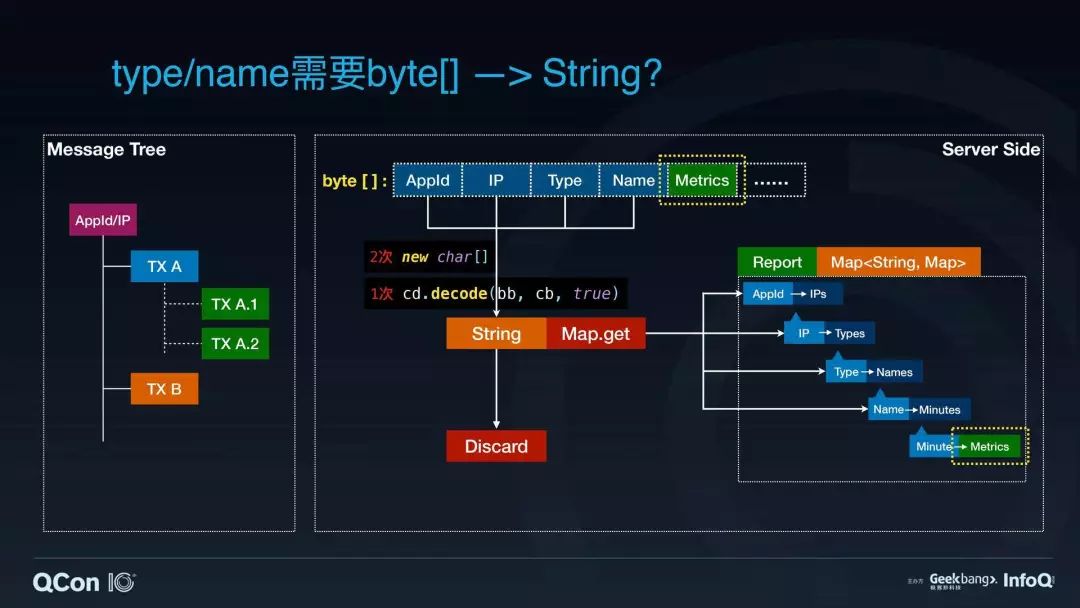 type/name需要byte[] —> String?
Message Tree
AppId/IP
TX A
TX A.1
TX A.2
TX B
Server Side
byte [ ] : AppId IP Type Name Metrics ......
2次 new char[]
1次 cd.decode(bb, cb, true)
String Map.get
Discard
Report Map<String, Map>
AppId IPs
IP Types
Type Names
Name Minutes
Minute Metrics
QCon 10
主办方 Geekbang>. InfoQ
极客邦科技